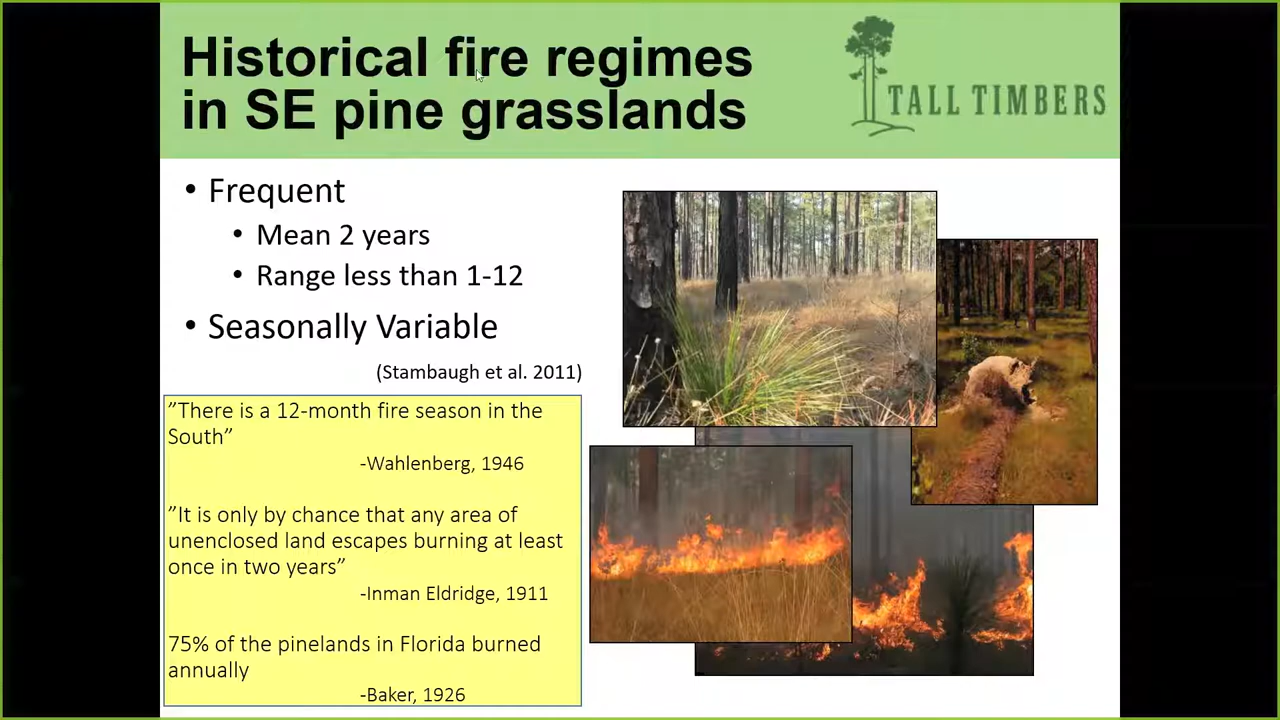 Historical fire regimes
in SE pine grasslands
TALL TIMBERS
• Frequent
• Mean 2 years
• Range less than 1-12
• Seasonally Variable
(Stambaugh et al. 2011)
”There is a 12-month fire season in the
South”
-Wahlenberg, 1946
”It is only by chance that any area of
unenclosed land escapes burning at least
once in two years”
-Inman Eldridge, 1911
75% of the pinelands in Florida burned
annually
-Baker, 1926